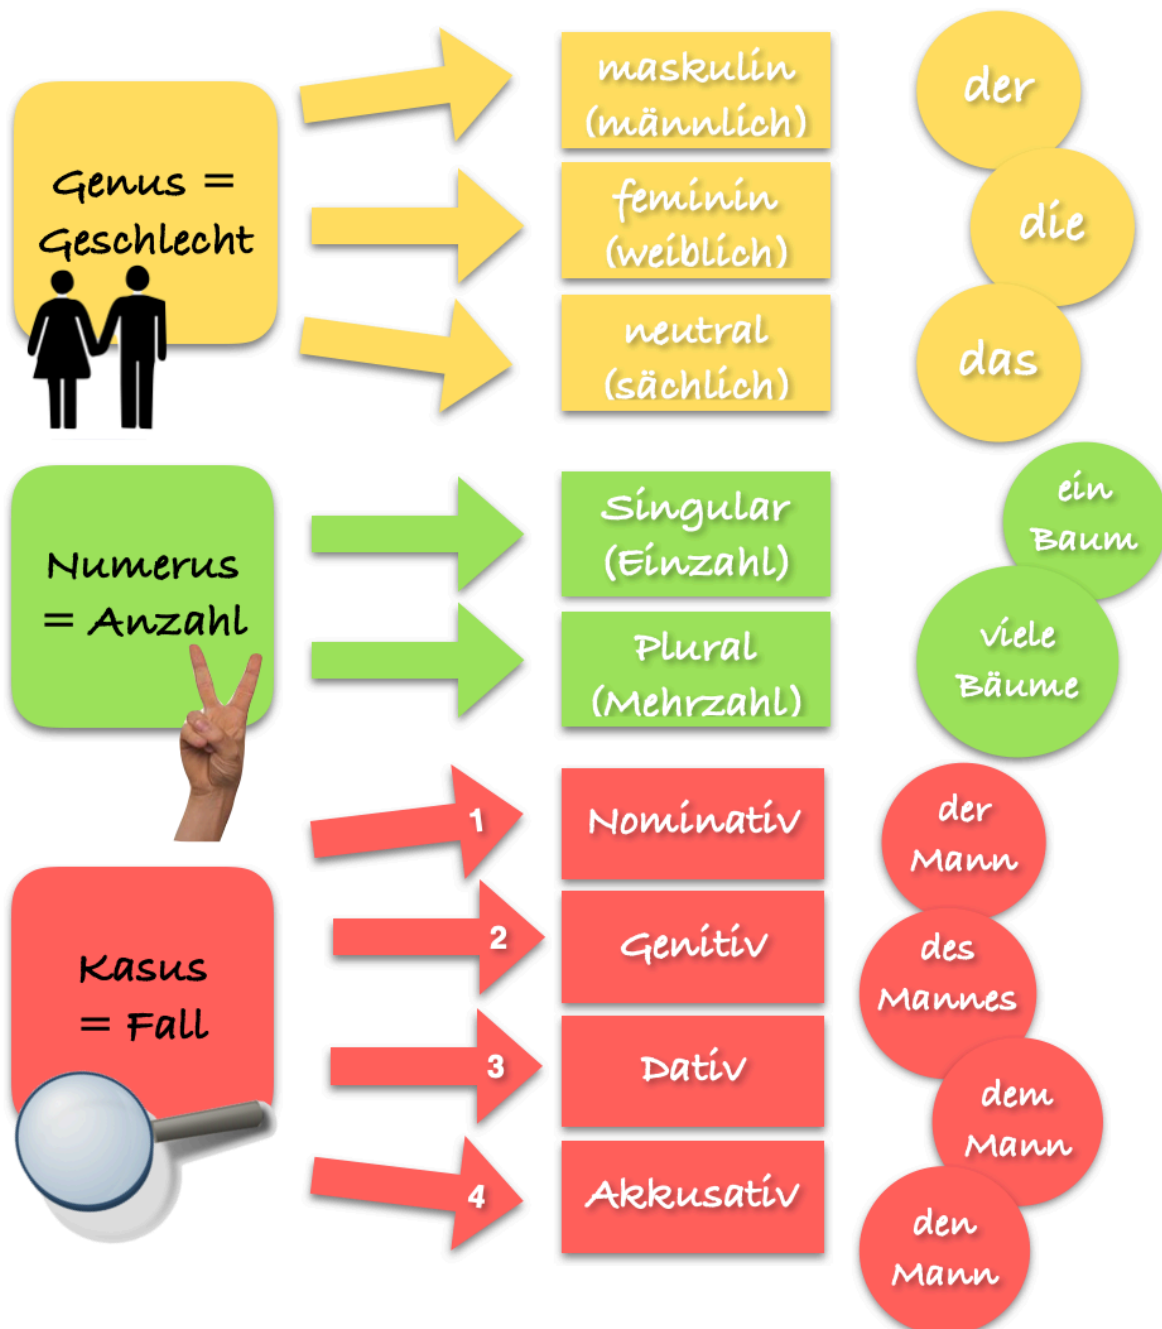 Genus =
Geschlecht
maskulin
(männlich)
feminin
(weiblich)
neutral
(sächlich)
der
die
das
Numerus
= Anzahl
Singular
(Einzahl)
Plural
(Mehrzahl)
ein
Baum
viele
Bäume
Kasus
= Fall
1
Nominativ
der
Mann
2
Genitiv
des
Mannes
3
Dativ
dem
Mann
4
Akkusativ
den
Mann